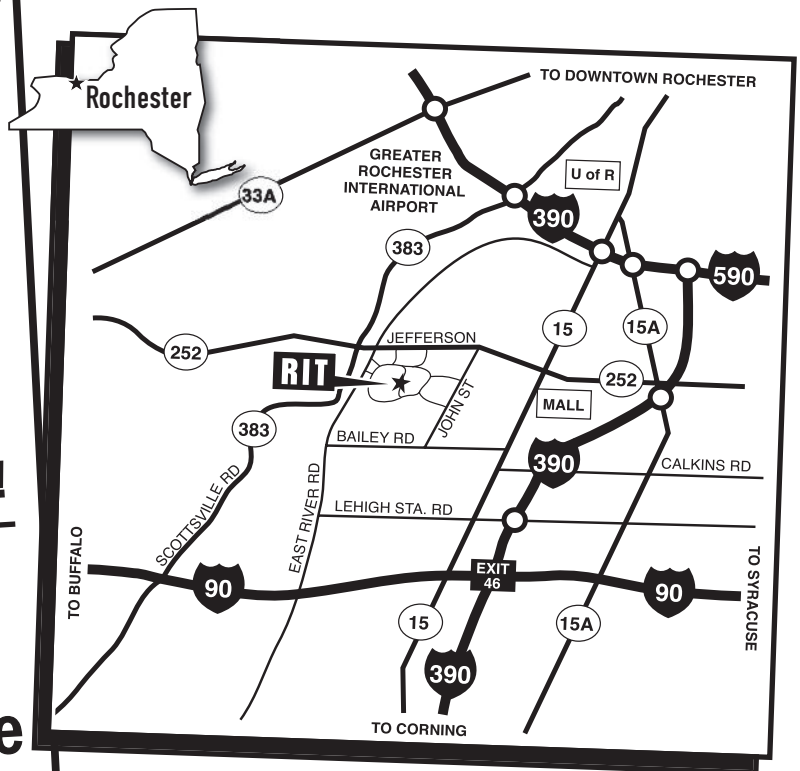 Rochester
TO DOWNTOWN ROCHESTER
GREATER
ROCHESTER
INTERNATIONAL
AIRPORT
U of R
33A
390
383
590
15
15A
JEFFERSON
252
RIT
252
JOHN ST
MALL
383
BAILEY RD
390
CALKINS RD
SCOTTSVILLE RD
EAST RIVER RD
LEHIGH STA. RD
TO BUFFALO
EXIT
46
TO SYRACUSE
90
90
15
15A
390
TO CORNING
!
e